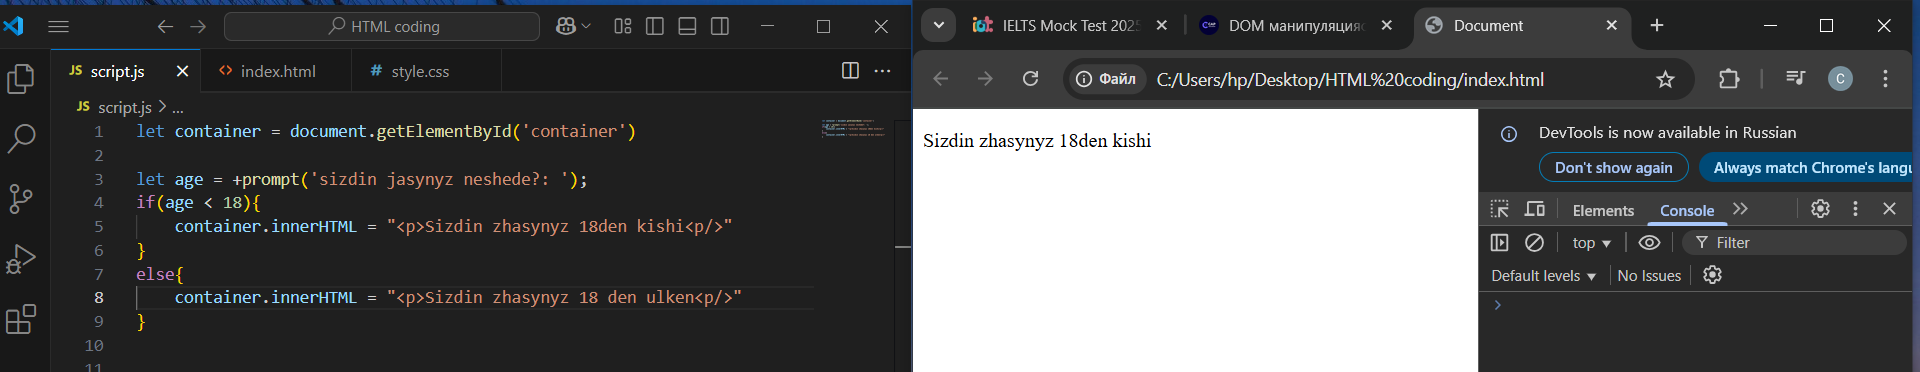 HTML coding
script.js
index.html
style.css
script.js > ...
1 let container = document.getElementById('container')
2
3 let age = +prompt('sizdin jasynyz neshede?: ');
4 if(age < 18){
5 container.innerHTML = "<p>Sizdin zhasynyz 18den kishi<p/>"
6 }
7 else{
8 container.innerHTML = "<p>Sizdin zhasynyz 18 den ulken<p/>"
9 }
10
11
IELTS Mock Test 2025
DOM манипуляция
Document
Файл
C:/Users/hp/Desktop/HTML%20coding/index.html
C
Sizdin zhasynyz 18den kishi
DevTools is now available in Russian
Don't show again
Always match Chrome's langu
Elements
Console
top
Filter
Default levels
No Issues